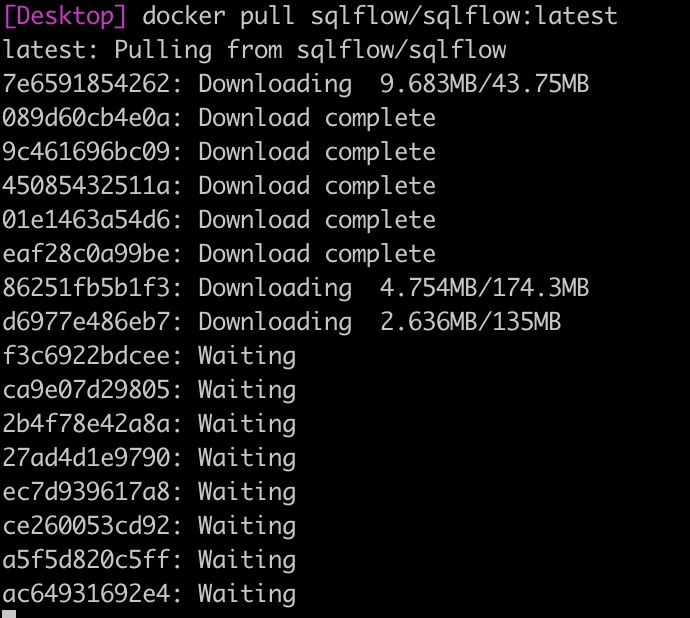 [Desktop] docker pull sqlflow/sqlflow:latest
latest: Pulling from sqlflow/sqlflow
7e6591854262: Downloading  9.683MB/43.75MB
089d60cb4e0a: Download complete
9c461696bc09: Download complete
45085432511a: Download complete
01e1463a54d6: Download complete
eaf28c0a99be: Download complete
86251fb5b1f3: Downloading  4.754MB/174.3MB
d6977e486eb7: Downloading  2.636MB/135MB
f3c6922bdcee: Waiting
ca9e07d29805: Waiting
2b4f78e42a8a: Waiting
27ad4d1e9790: Waiting
ec7d939617a8: Waiting
ce260053cd92: Waiting
a5f5d820c5ff: Waiting
ac64931692e4: Waiting